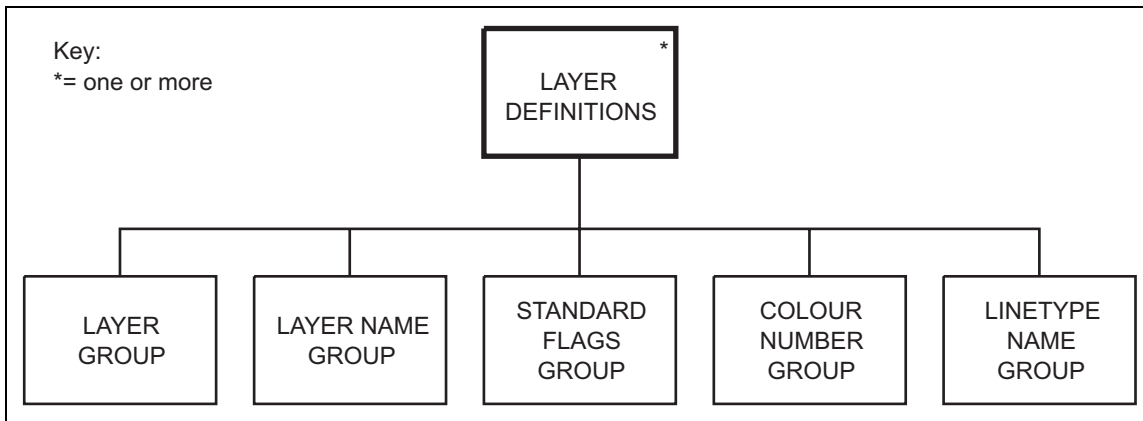 Key:
*= one or more
*
LAYER
DEFINITIONS
LAYER
GROUP
LAYER NAME
GROUP
STANDARD
FLAGS
GROUP
COLOUR
NUMBER
GROUP
LINETYPE
NAME
GROUP